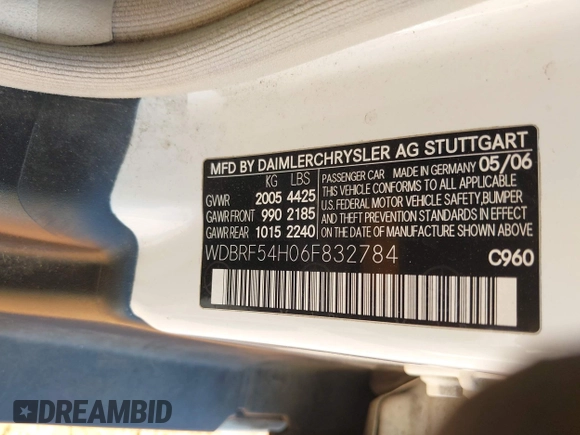 MFD BY DAIMLERCHRYSLER AG STUTTGART
KG LBS
GVWR 2005 4425
GAWR FRONT 990 2185
GAWR REAR 1015 2240
PASSENGER CAR MADE IN GERMANY 05/06
THIS VEHICLE CONFORMS TO ALL APPLICABLE
U.S. FEDERAL MOTOR VEHICLE SAFETY,BUMPER
AND THEFT PREVENTION STANDARDS IN EFFECT
ON THE DATE OF MANUFACTURE SHOWN ABOVE.
WDBRF54H06F832784
C960
DREAMBID